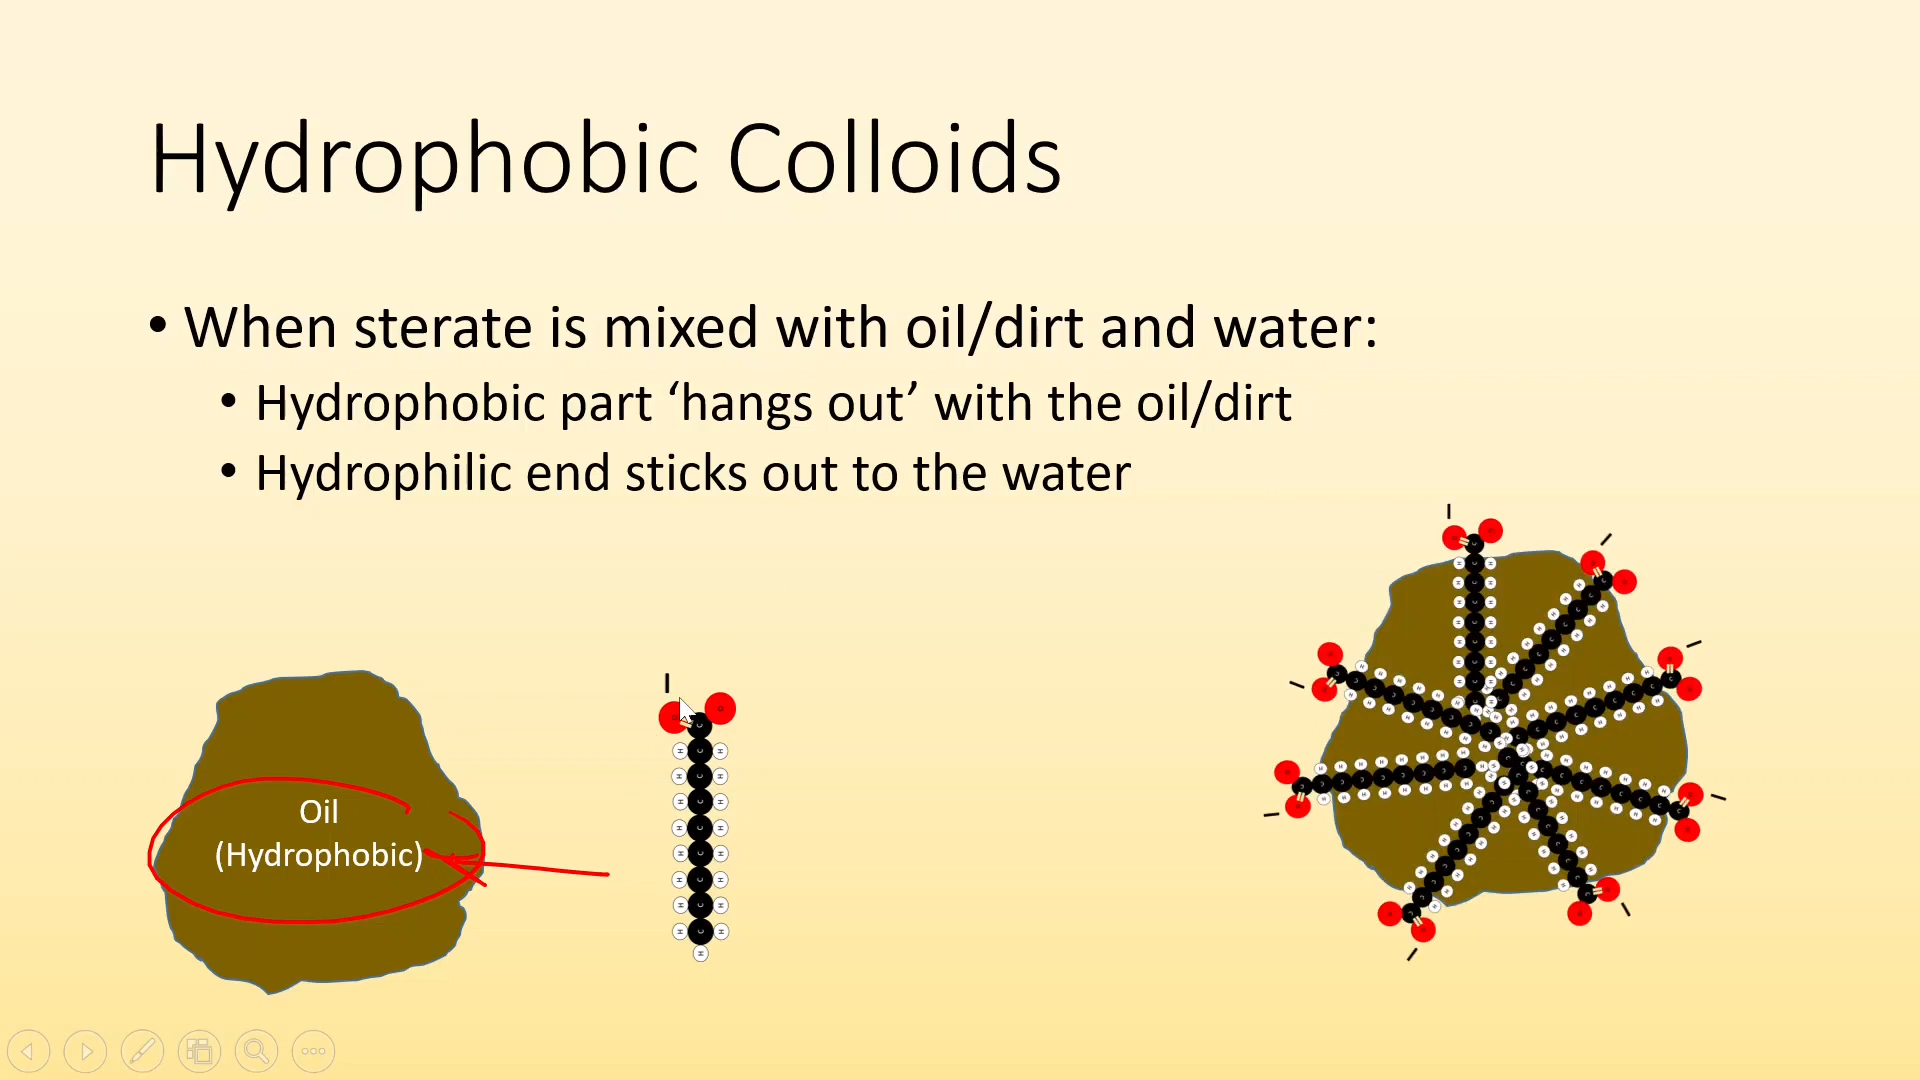 Hydrophobic Colloids
• When sterate is mixed with oil/dirt and water:
• Hydrophobic part ‘hangs out’ with the oil/dirt
• Hydrophilic end sticks out to the water
Oil
(Hydrophobic)